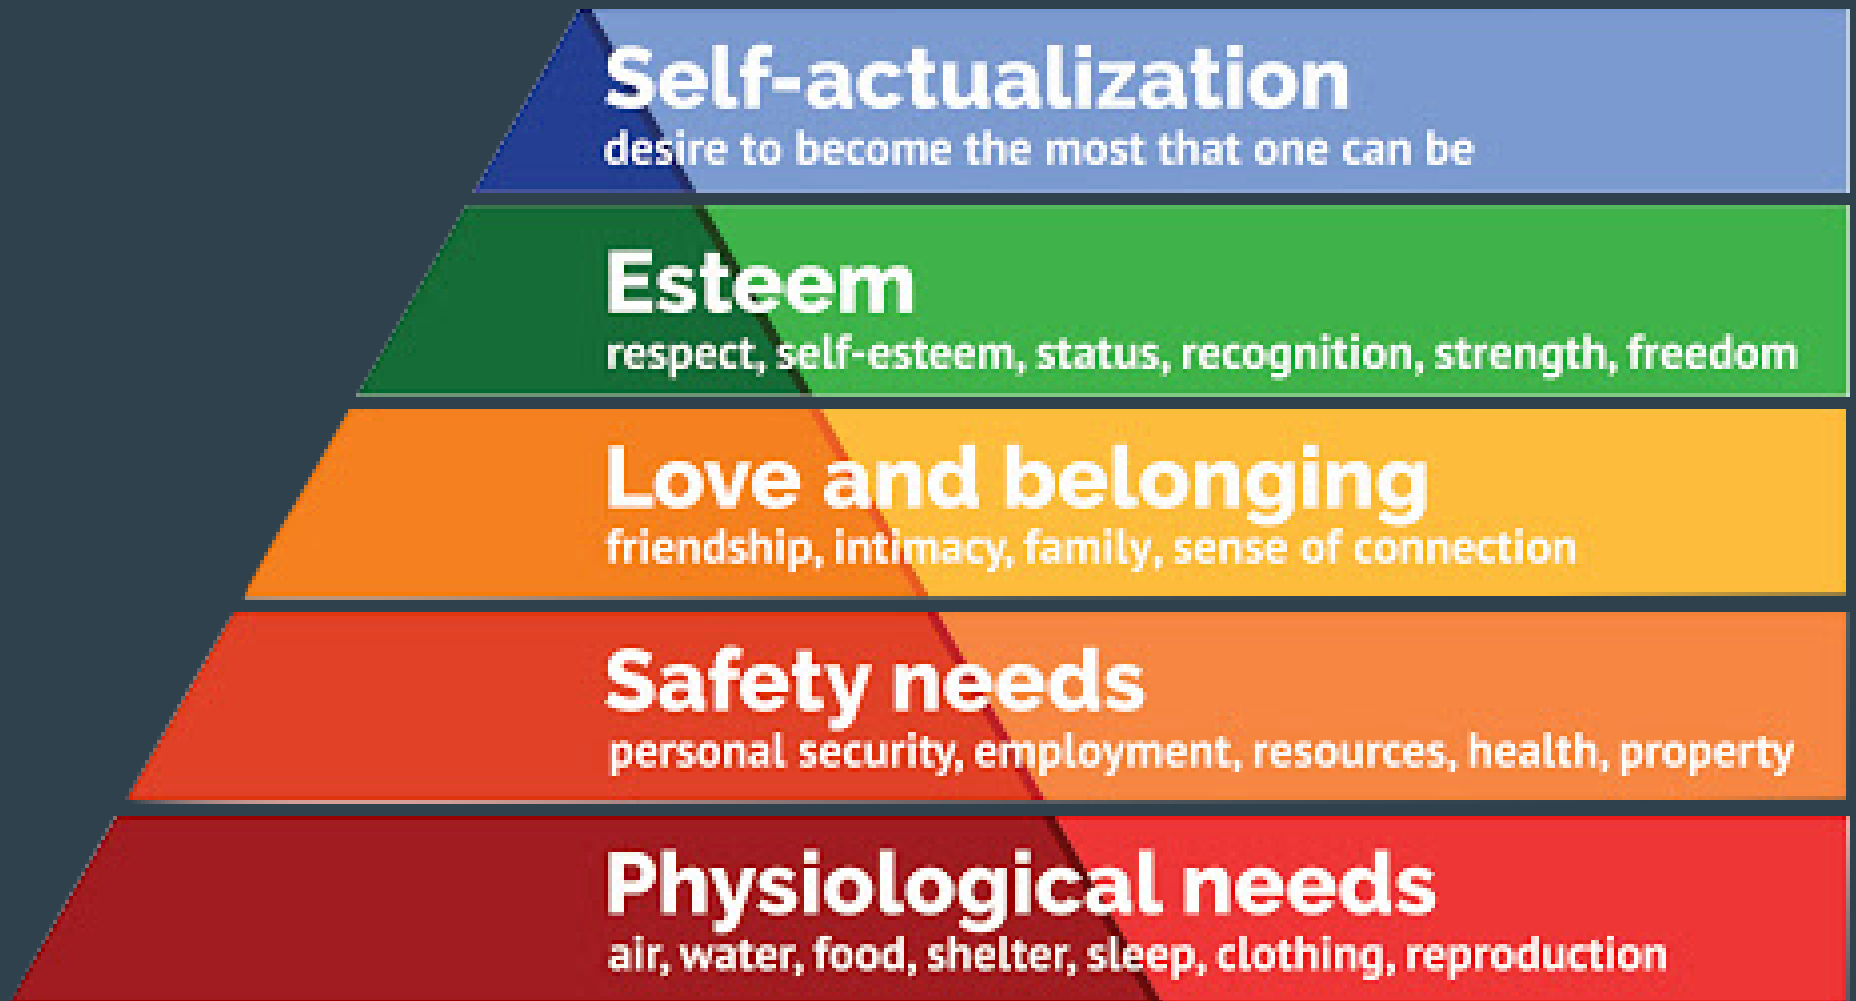 Self-actualization
desire to become the most that one can be
Esteem
respect, self-esteem, status, recognition, strength, freedom
Love and belonging
friendship, intimacy, family, sense of connection
Safety needs
personal security, employment, resources, health, property
Physiological needs
air, water, food, shelter, sleep, clothing, reproduction